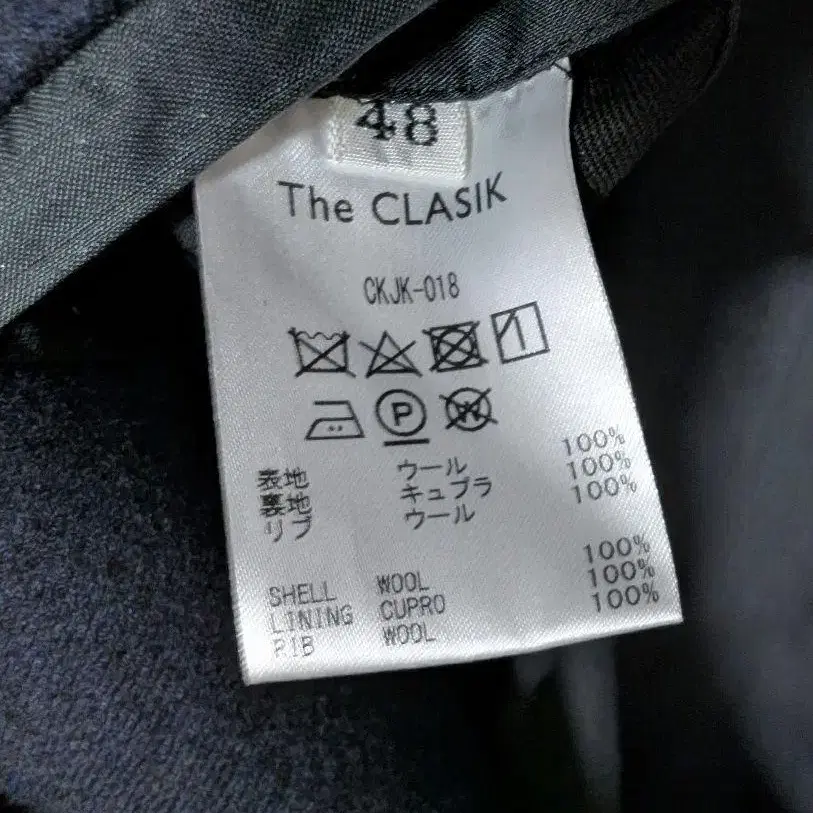 48
The CLASIK
CKJK-018
P W
表地 ウール 100%
裏地 キュプラ 100%
リブ ウール 100%
SHELL WOOL 100%
LINING CUPRO 100%
RIB WOOL 100%